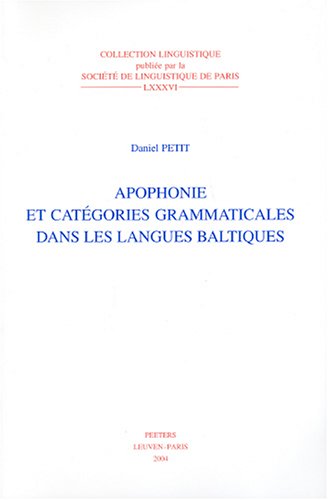 COLLECTION LINGUISTIQUE
publiée par la
SOCIÉTÉ DE LINGUISTIQUE DE PARIS
LXXXVI
Daniel PETIT
APOPHONIE
ET CATÉGORIES GRAMMATICALES
DANS LES LANGUES BALTIQUES
PEETERS
LEUVEN–PARIS
2004